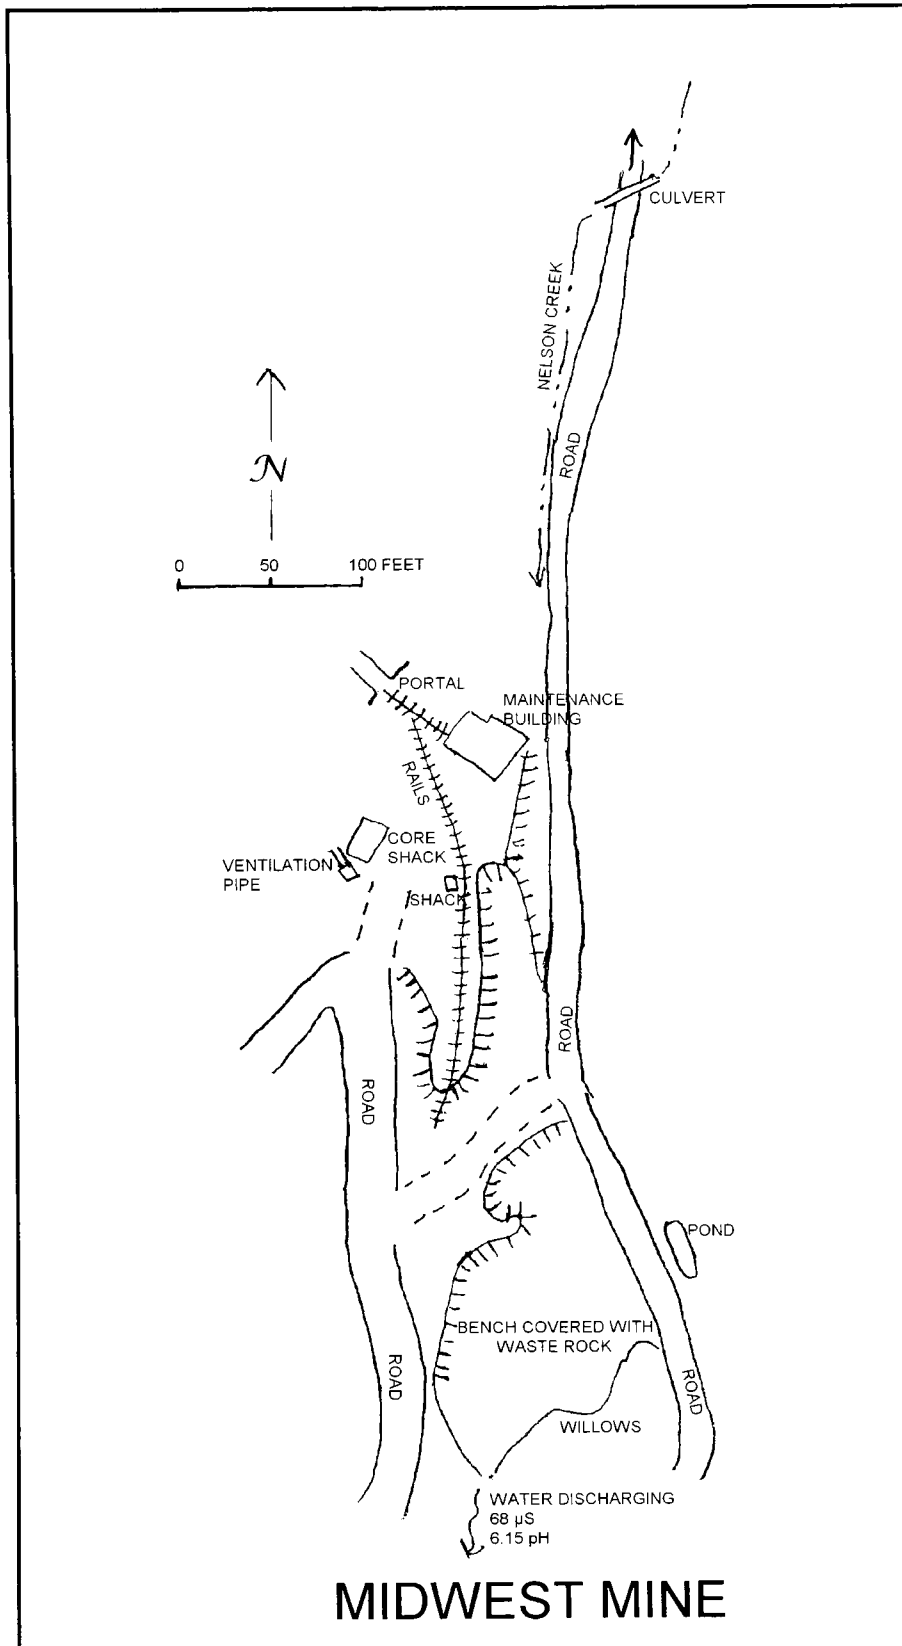 CULVERT
NELSON CREEK
ROAD
N
0 50 100 FEET
PORTAL
MAINTENANCE
BUILDING
RAILS
CORE
SHACK
VENTILATION
PIPE
SHACK
ROAD
ROAD
POND
BENCH COVERED WITH
WASTE ROCK
ROAD
ROAD
WILLOWS
WATER DISCHARGING
68 µS
6.15 pH
MIDWEST MINE